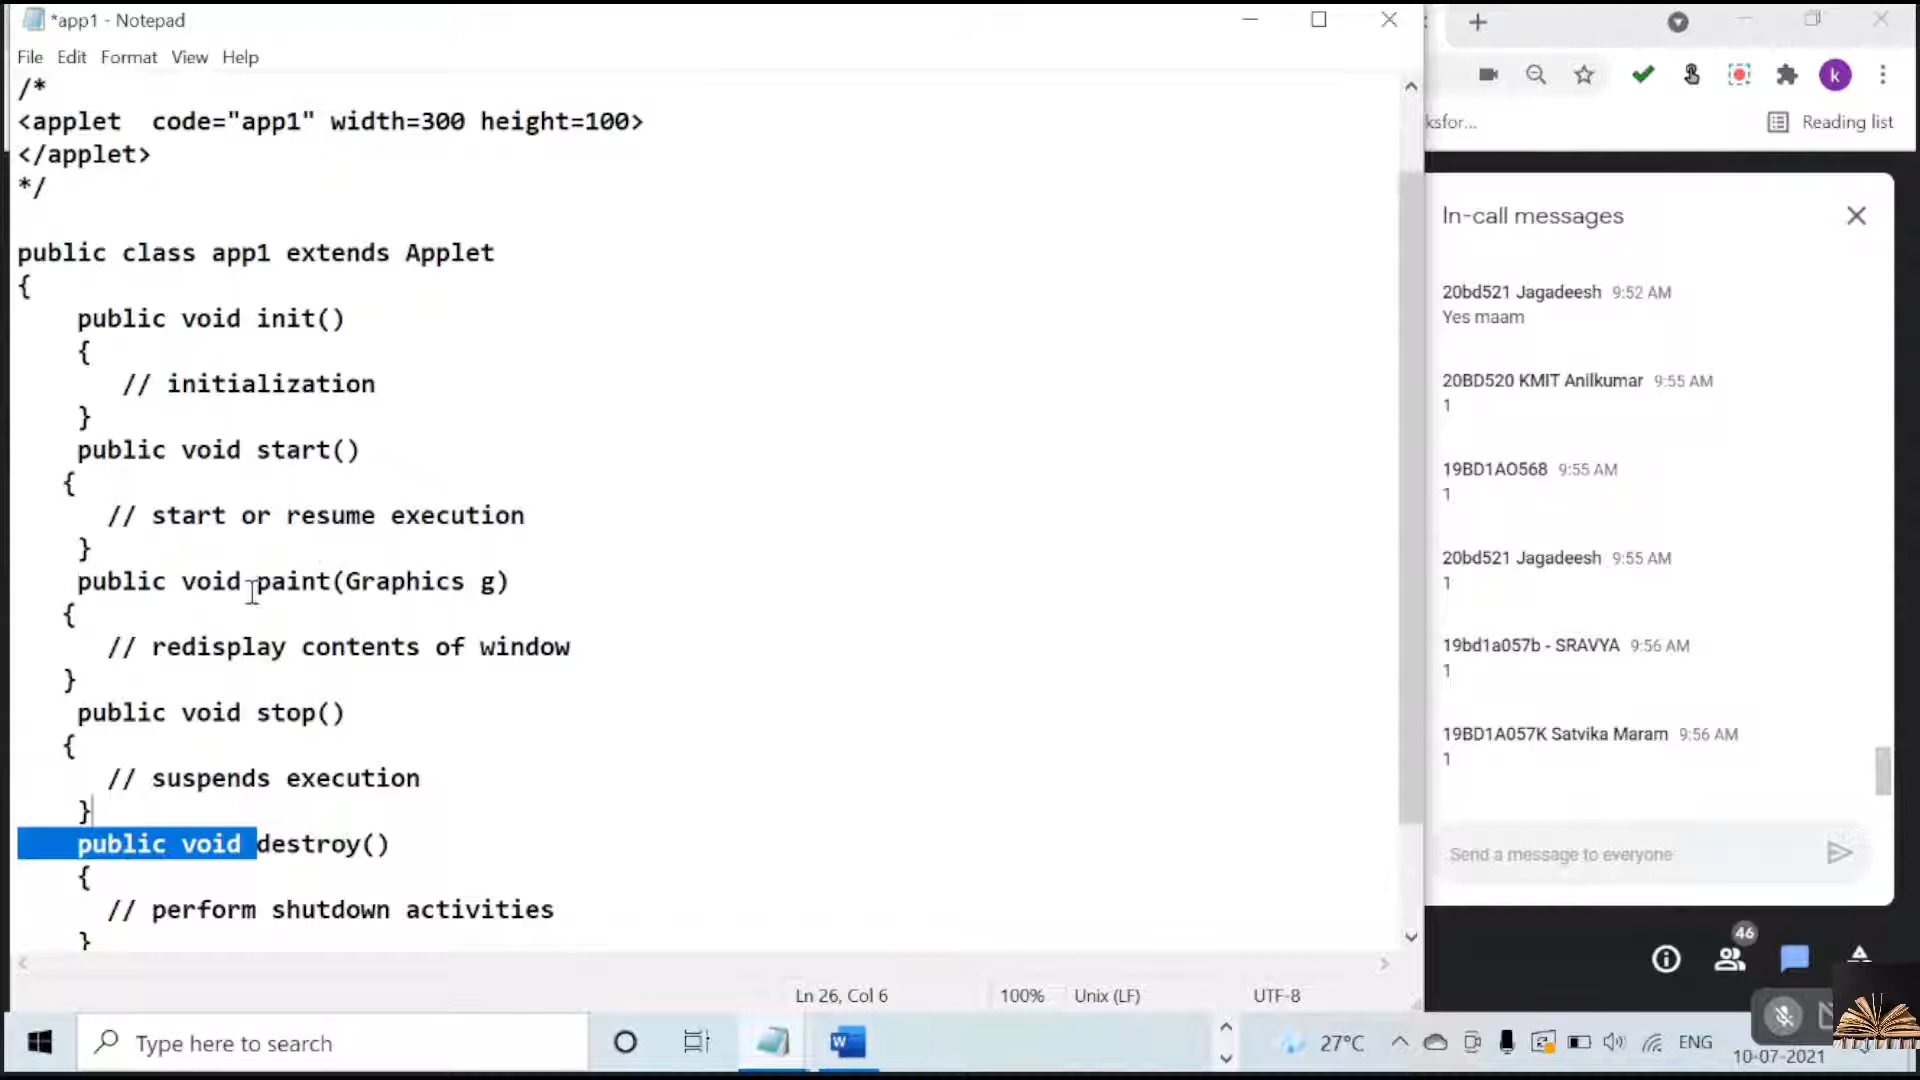 *app1 - Notepad
File Edit Format View Help
/*
<applet  code="app1" width=300 height=100>
</applet>
*/
public class app1 extends Applet
{
public void init()
{
// initialization
}
public void start()
{
// start or resume execution
}
public void paint(Graphics g)
{
// redisplay contents of window
}
public void stop()
{
// suspends execution
}
public void destroy()
{
// perform shutdown activities
}
Ln 26, Col 6
100%
Unix (LF)
UTF-8
k
ksfor...
Reading list
In-call messages
20bd521 Jagadeesh 9:52 AM
Yes maam
20BD520 KMIT Anilkumar 9:55 AM
1
19BD1AO568 9:55 AM
1
20bd521 Jagadeesh 9:55 AM
1
19bd1a057b - SRAVYA 9:56 AM
1
19BD1A057K Satvika Maram 9:56 AM
1
Send a message to everyone
46
Type here to search
W
27°C
ENG
10-07-2021